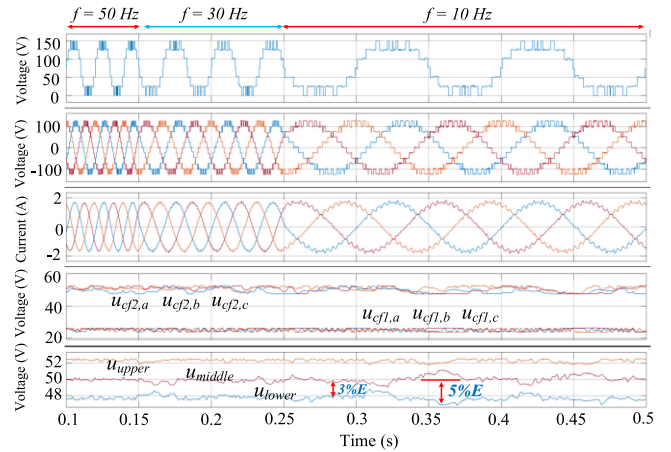 f = 50 Hz f = 30 Hz f = 10 Hz
Voltage (V)
150
100
50
0
Voltage (V)
100
0
-100
Current (A)
2
0
-2
Voltage (V)
60
40
20
ucf2,a ucf2,b ucf2,c
ucf1,a ucf1,b ucf1,c
Voltage (V)
52
50
48
uupper
umiddle
ulower
3%E
5%E
0.1 0.15 0.2 0.25 0.3 0.35 0.4 0.45 0.5
Time (s)